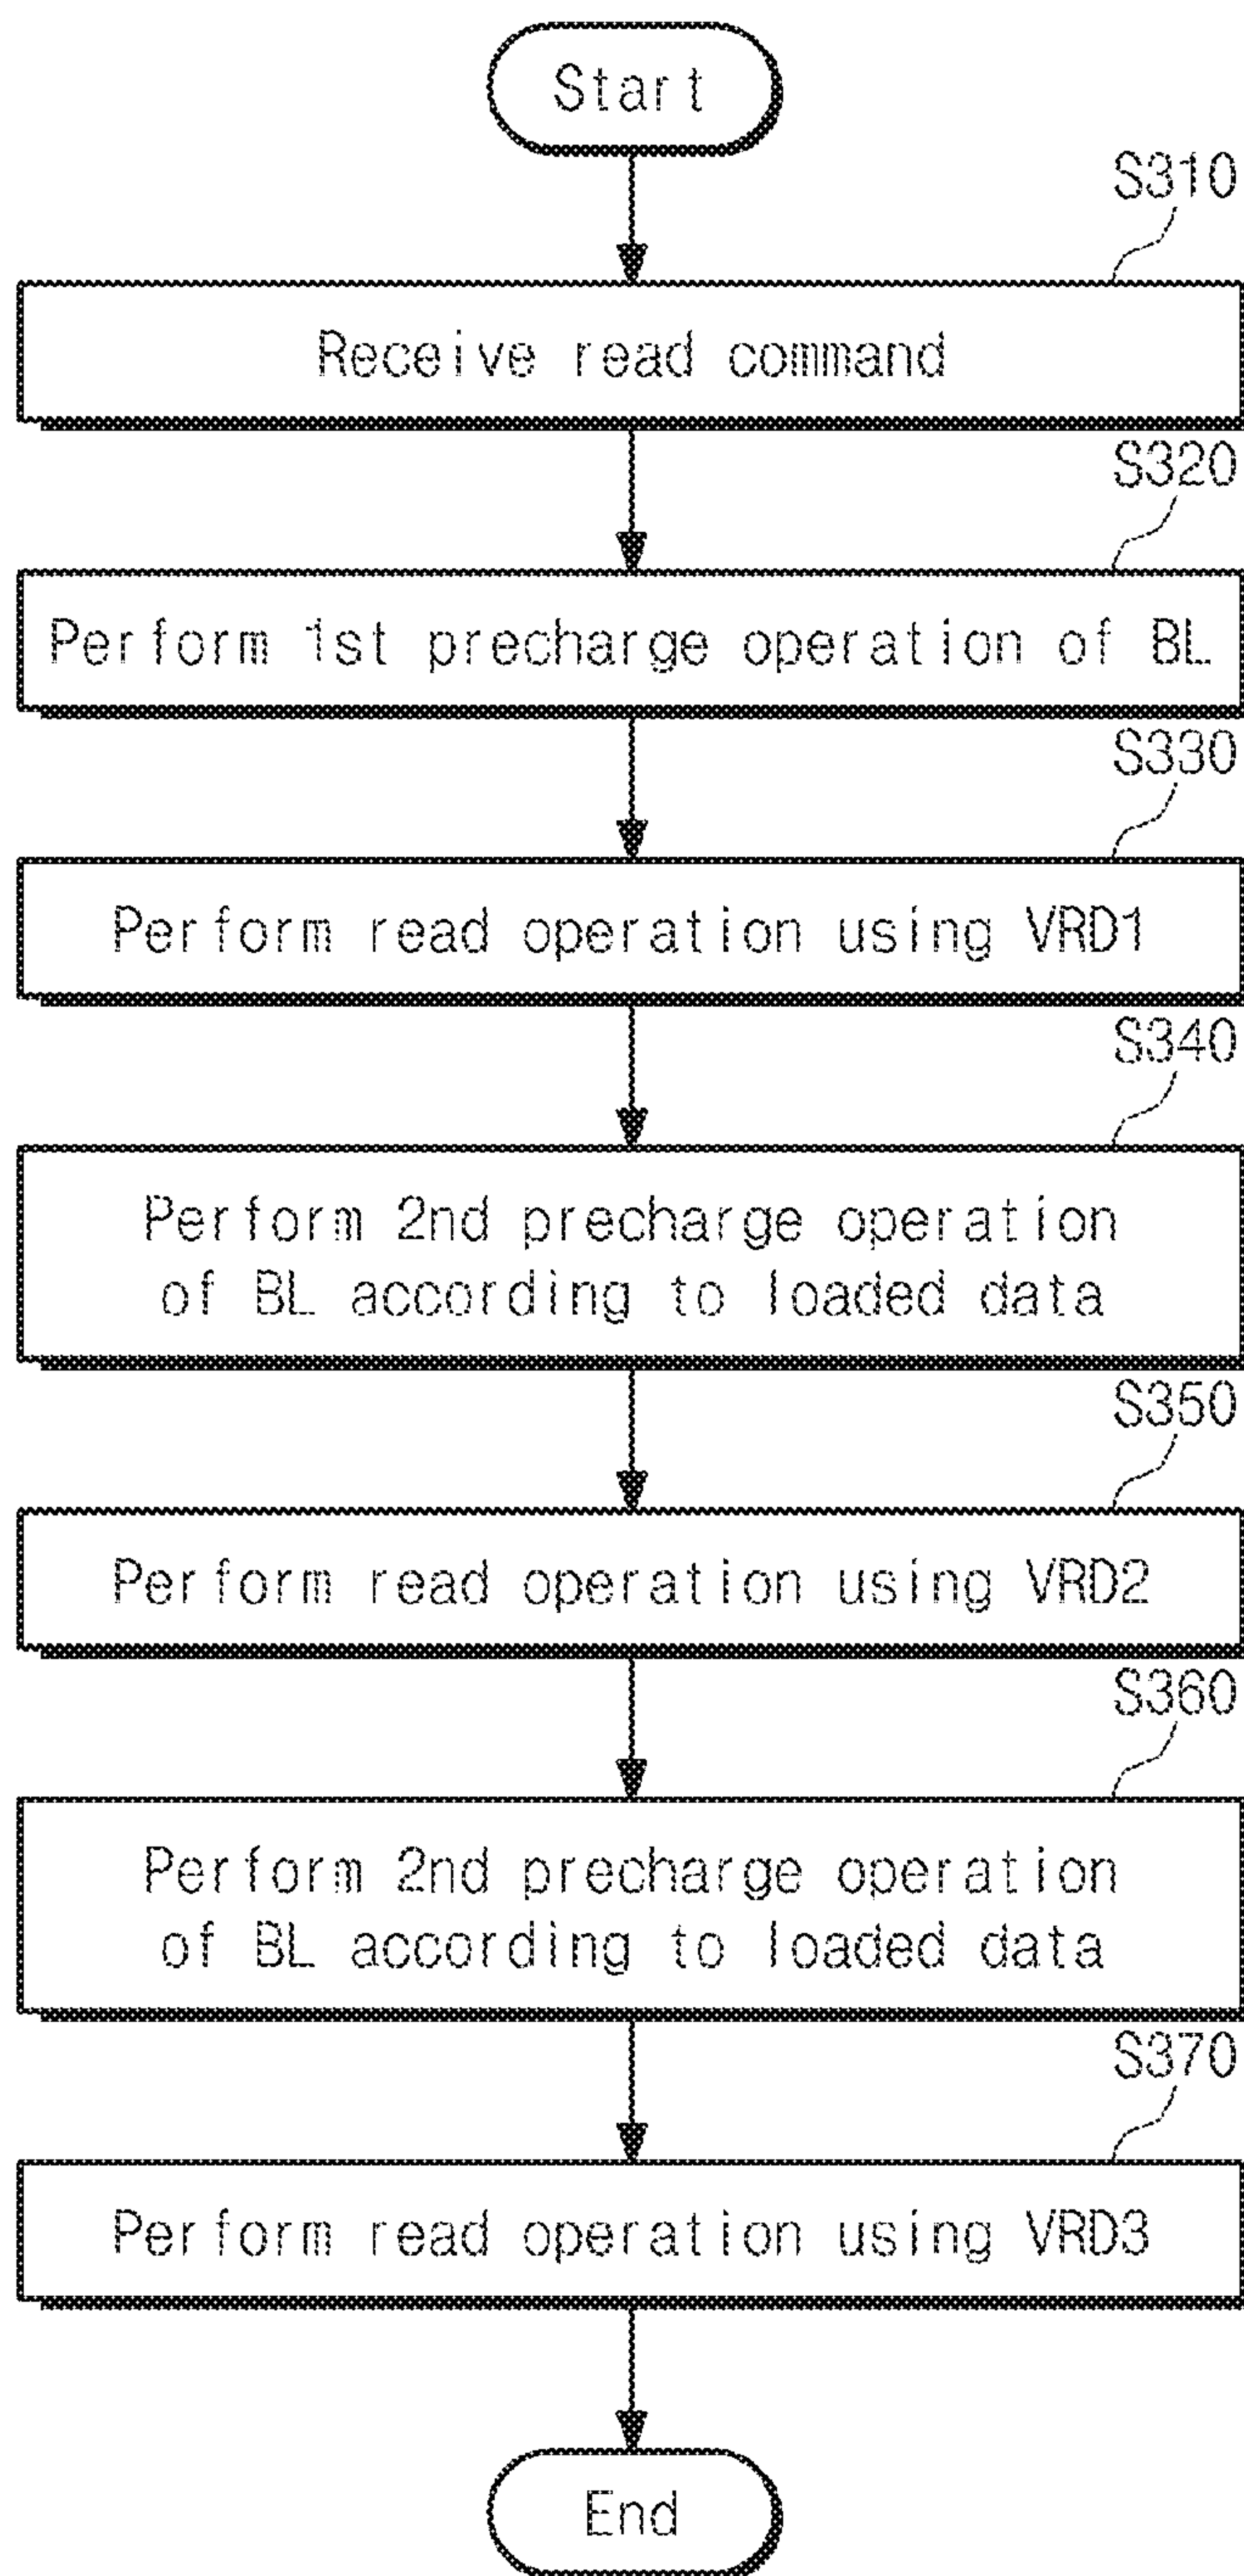 Start
S310
Receive read command
S320
Perform 1st precharge operation of BL
S330
Perform read operation using VRD1
S340
Perform 2nd precharge operation
of BL according to loaded data
S350
Perform read operation using VRD2
S360
Perform 2nd precharge operation
of BL according to loaded data
S370
Perform read operation using VRD3
End